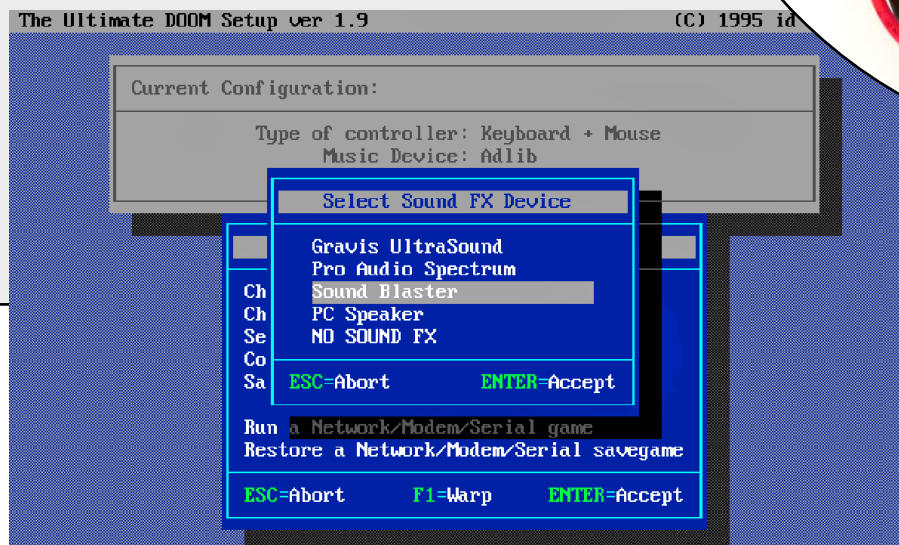 The Ultimate DOOM Setup ver 1.9 (C) 1995 id
Current Configuration:
Type of controller: Keyboard + Mouse
Music Device: Adlib
Select Sound FX Device
Gravis UltraSound
Pro Audio Spectrum
Sound Blaster
PC Speaker
NO SOUND FX
ESC=Abort ENTER=Accept
Ch
Ch
Se
Co
Sa
Run a Network/Modem/Serial game
Restore a Network/Modem/Serial savegame
ESC=Abort F1=Warp ENTER=Accept